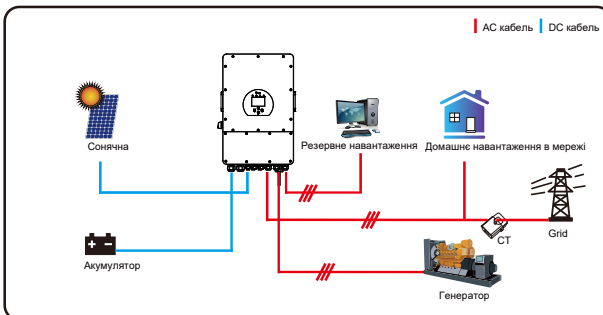 AC кабель DC кабель
Сонячна
Резервне навантаження
Домашнє навантаження в мережі
Акумулятор
CT
Grid
Генератор